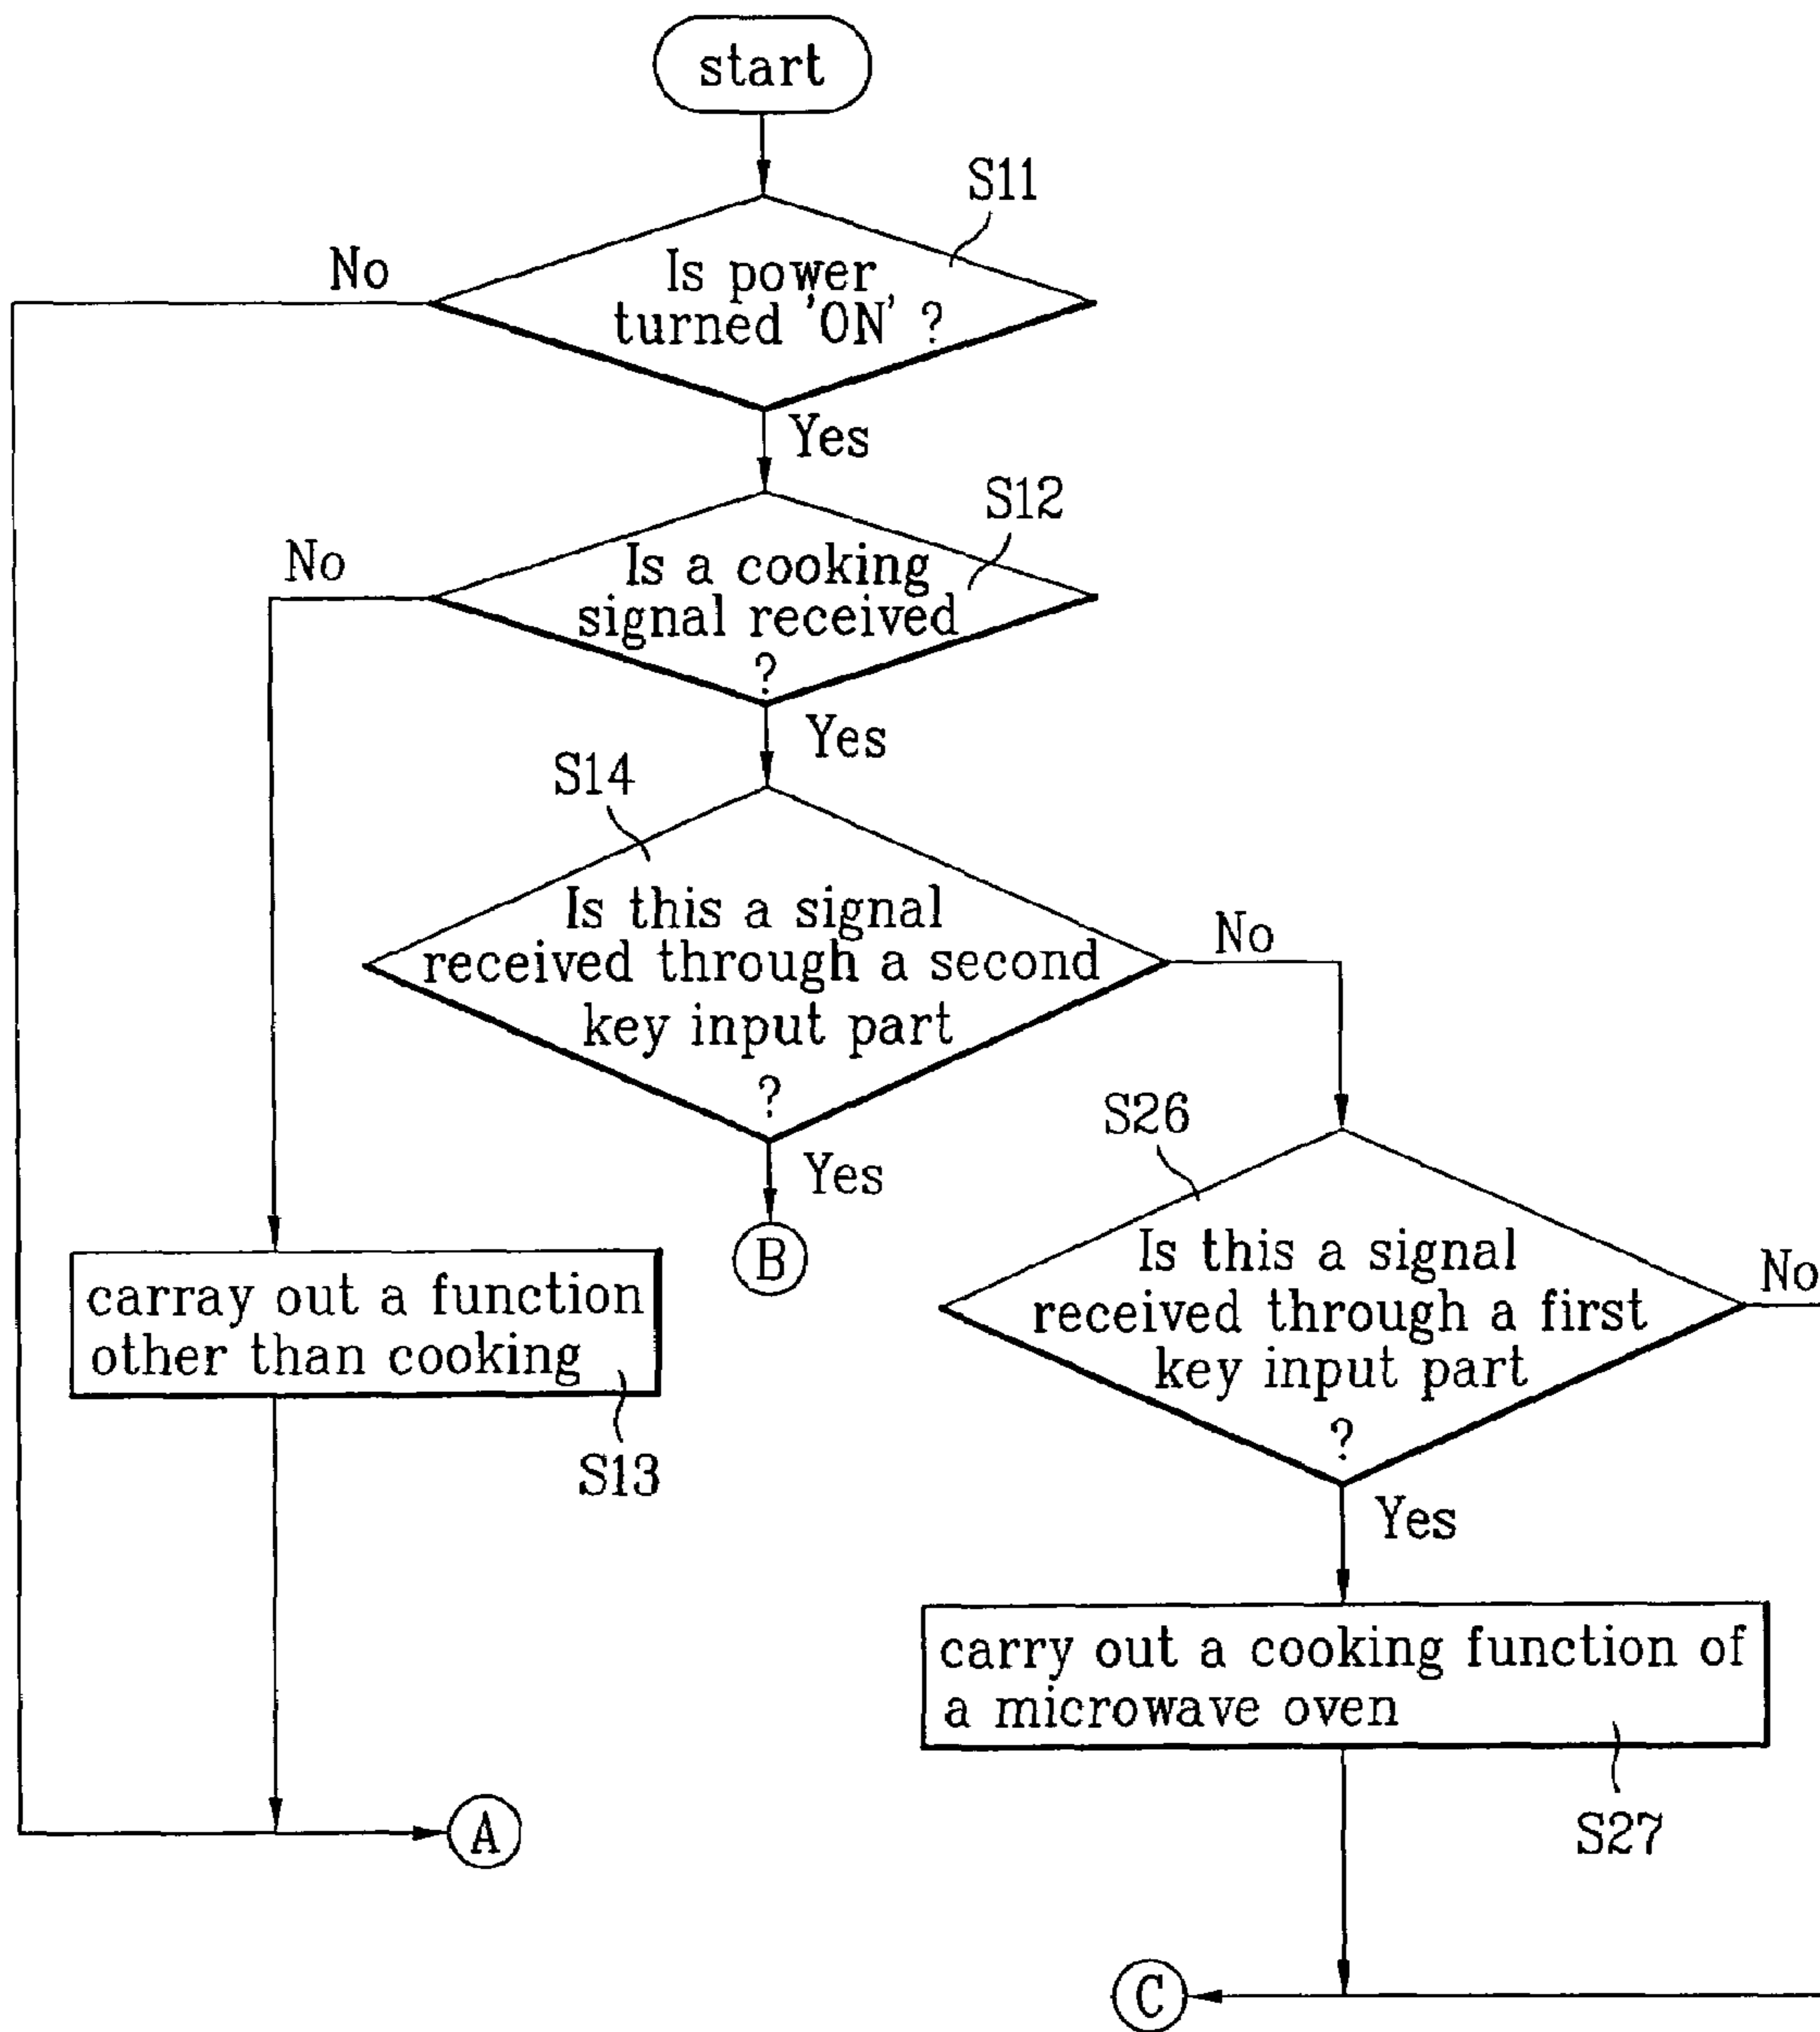 start
S11
No
Is power
turned 'ON' ?
Yes
S12
No
Is a cooking
signal received
?
Yes
S14
Is this a signal
received through a second
key input part
?
No
Yes
B
S26
Is this a signal
received through a first
key input part
?
No
Yes
carray out a function
other than cooking
S13
carry out a cooking function of
a microwave oven
S27
A
C